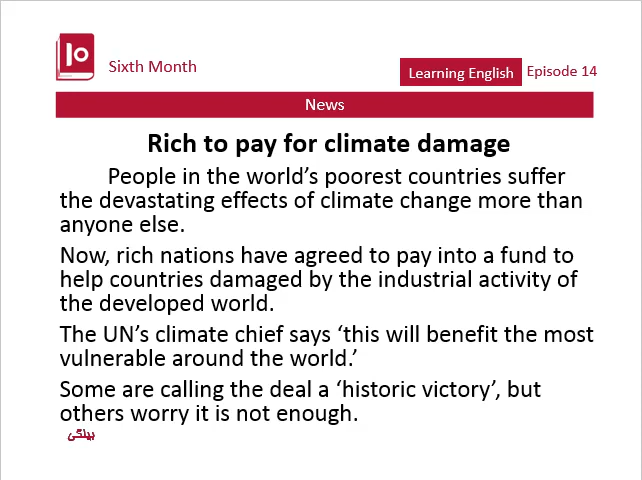 lo
Sixth Month
Learning English
Episode 14
News
Rich to pay for climate damage
People in the world’s poorest countries suffer
the devastating effects of climate change more than
anyone else.
Now, rich nations have agreed to pay into a fund to
help countries damaged by the industrial activity of
the developed world.
The UN’s climate chief says ‘this will benefit the most
vulnerable around the world.’
Some are calling the deal a ‘historic victory’, but
others worry it is not enough.
بېلگې